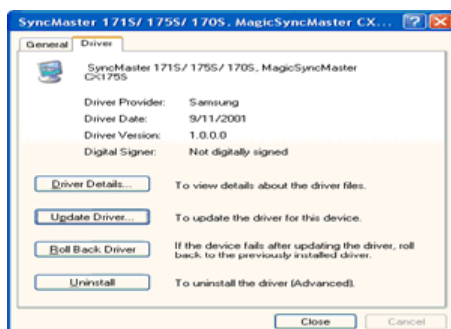 SyncMaster 171S/ 175S/ 170S, MagicSyncMaster CX...
General Driver
SyncMaster 171S/ 175S/ 170S, MagicSyncMaster
CX175S
Driver Provider: Samsung
Driver Date: 9/11/2001
Driver Version: 1.0.0.0
Digital Signer: Not digitally signed
Driver Details... To view details about the driver files.
Update Driver... To update the driver for this device.
Roll Back Driver If the device fails after updating the driver, roll
back to the previously installed driver.
Uninstall To uninstall the driver (Advanced).
Close Cancel